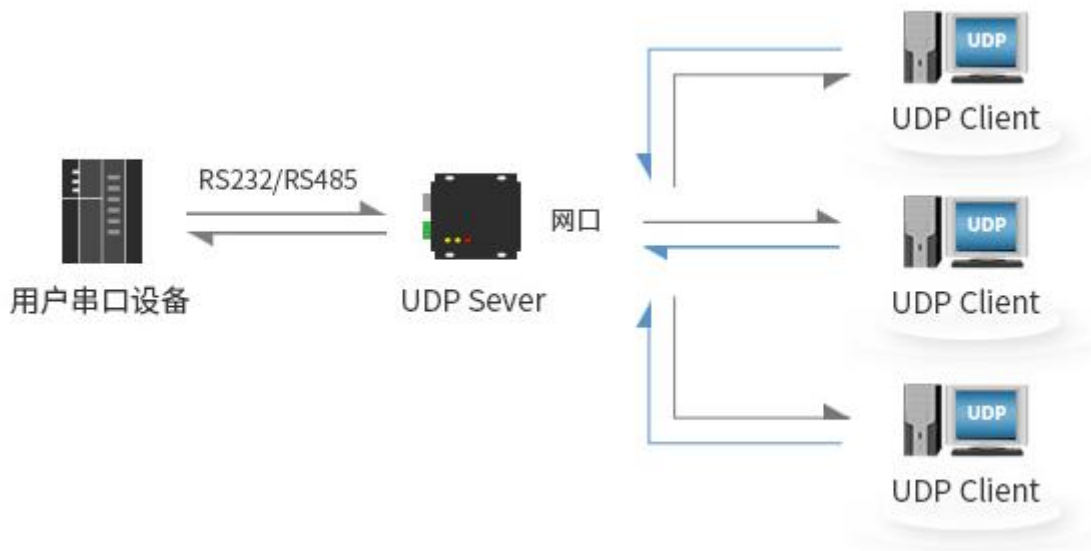 UDP
UDP Client
RS232/RS485
网口
用户串口设备
UDP Sever
UDP
UDP Client
UDP
UDP Client